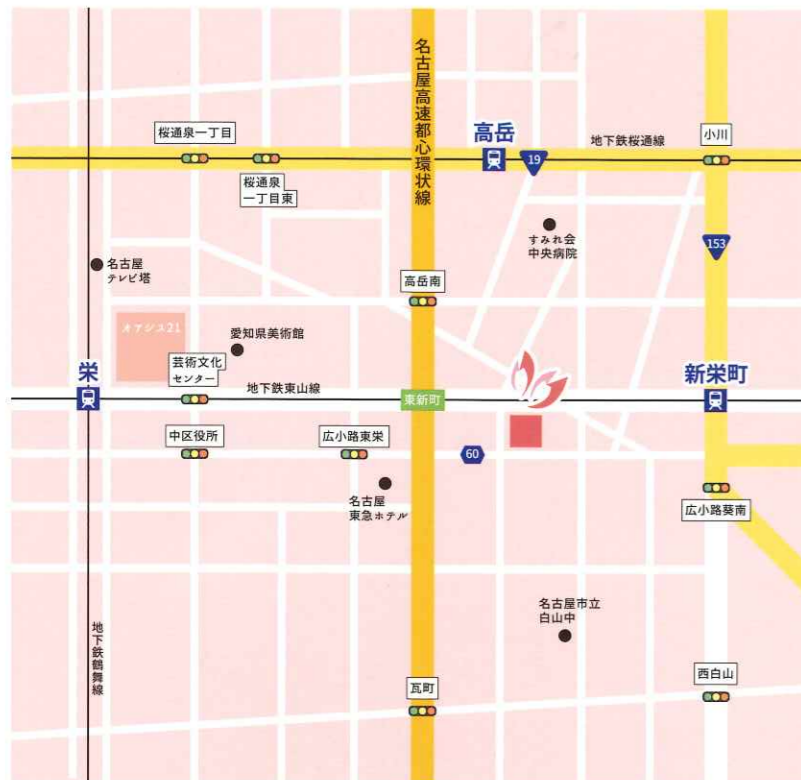 名古屋高速都心環状線
桜通泉一丁目
高岳
地下鉄桜通線
小川
19
桜通泉
一丁目東
すみれ会
中央病院
153
名古屋
テレビ塔
高岳南
オアシス21
愛知県美術館
芸術文化
センター
栄
地下鉄東山線
東新町
新栄町
中区役所
広小路東栄
60
名古屋
東急ホテル
広小路葵南
名古屋市立
白山中
地下鉄鶴舞線
瓦町
西白山